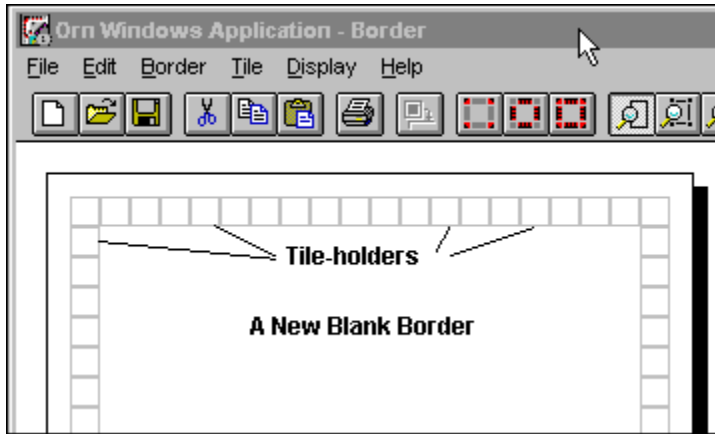 Orn Windows Application - Border
File Edit Border Tile Display Help
Tile-holders
A New Blank Border